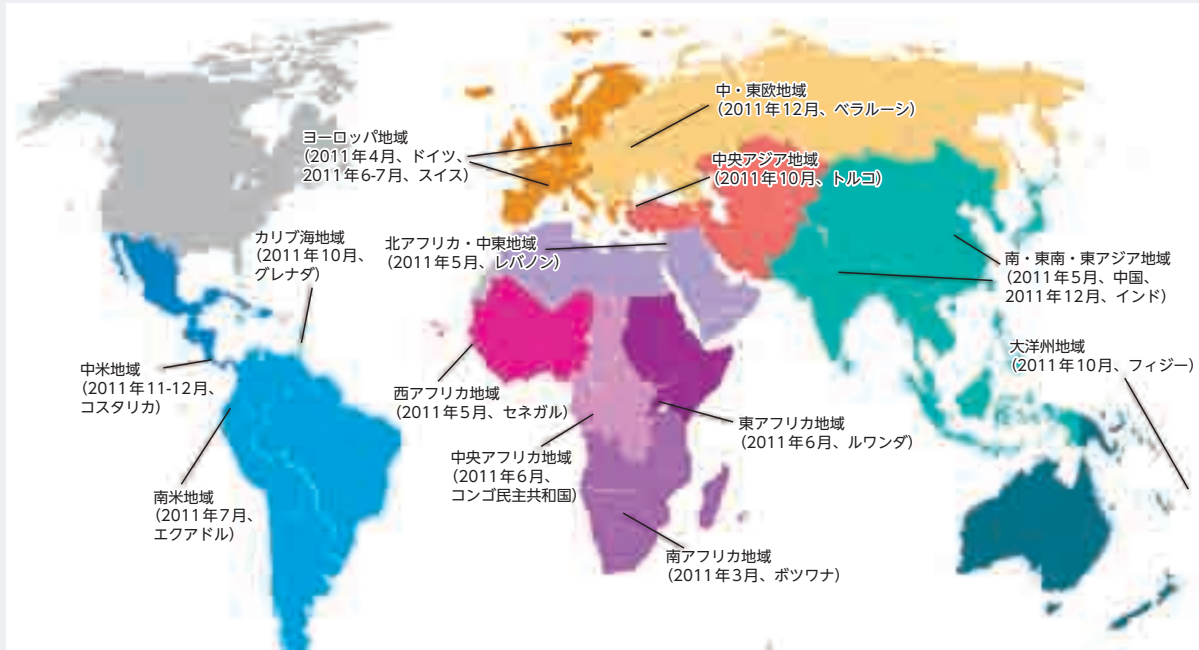 中・東欧地域
(2011年12月、ベラルーシ)
ヨーロッパ地域
(2011年4月、ドイツ、
2011年6-7月、スイス)
中央アジア地域
(2011年10月、トルコ)
カリブ海地域
(2011年10月、
グレナダ)
北アフリカ・中東地域
(2011年5月、レバノン)
南・東南・東アジア地域
(2011年5月、中国、
2011年12月、インド)
大洋州地域
(2011年10月、フィジー)
中米地域
(2011年11-12月、
コスタリカ)
西アフリカ地域
(2011年5月、セネガル)
東アフリカ地域
(2011年6月、ルワンダ)
中央アフリカ地域
(2011年6月、
コンゴ民主共和国)
南米地域
(2011年7月、
エクアドル)
南アフリカ地域
(2011年3月、ボツワナ)